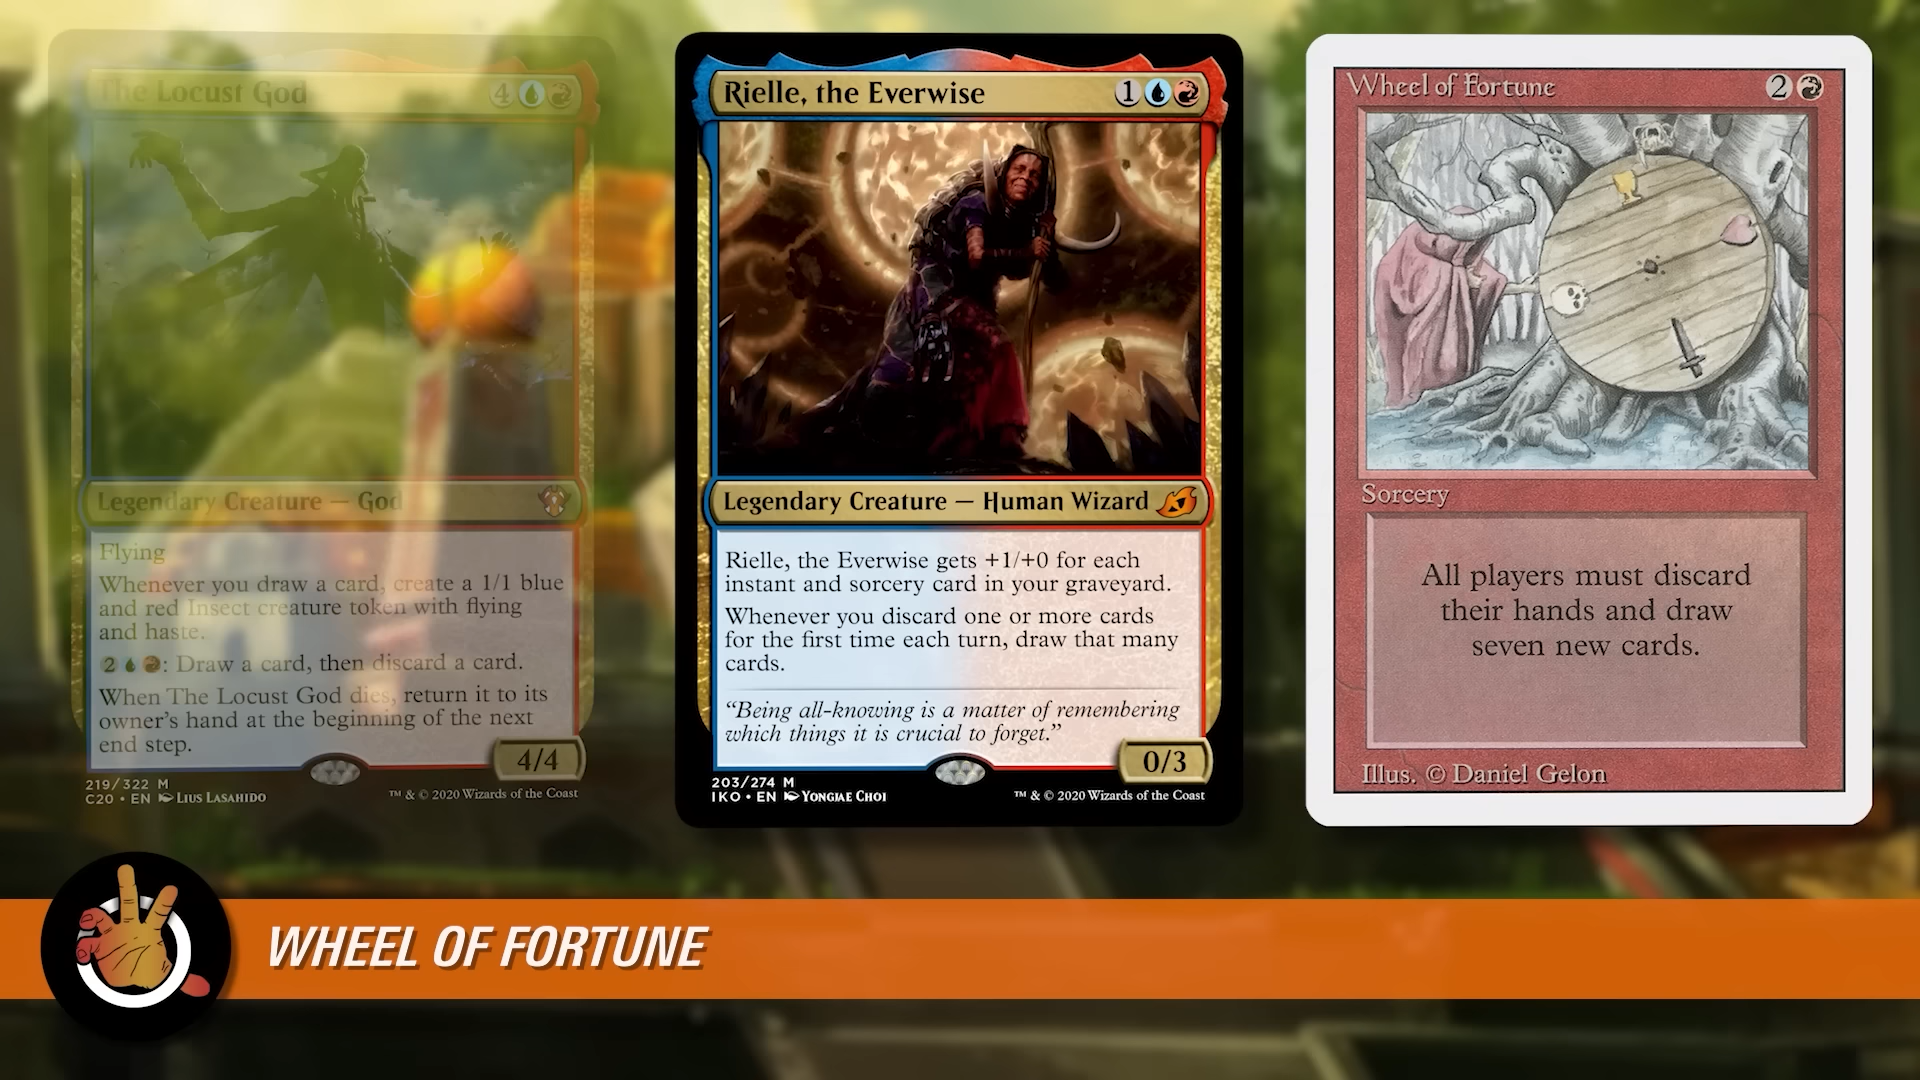 The Locust God 4
Legendary Creature — God
Flying
Whenever you draw a card, create a 1/1 blue
and red Insect creature token with flying
and haste.
2 : Draw a card, then discard a card.
When The Locust God dies, return it to its
owner's hand at the beginning of the next
end step.
4/4
219/322 M
C20 • EN Lius Lasahido
™ & © 2020 Wizards of the Coast
Rielle, the Everwise 1
Legendary Creature — Human Wizard
Rielle, the Everwise gets +1/+0 for each
instant and sorcery card in your graveyard.
Whenever you discard one or more cards
for the first time each turn, draw that many
cards.
“Being all-knowing is a matter of remembering
which things it is crucial to forget.”
0/3
203/274 M
IKO • EN Yongjae Choi
™ & © 2020 Wizards of the Coast
Wheel of Fortune 2
Sorcery
All players must discard
their hands and draw
seven new cards.
Illus. © Daniel Gelon
WHEEL OF FORTUNE